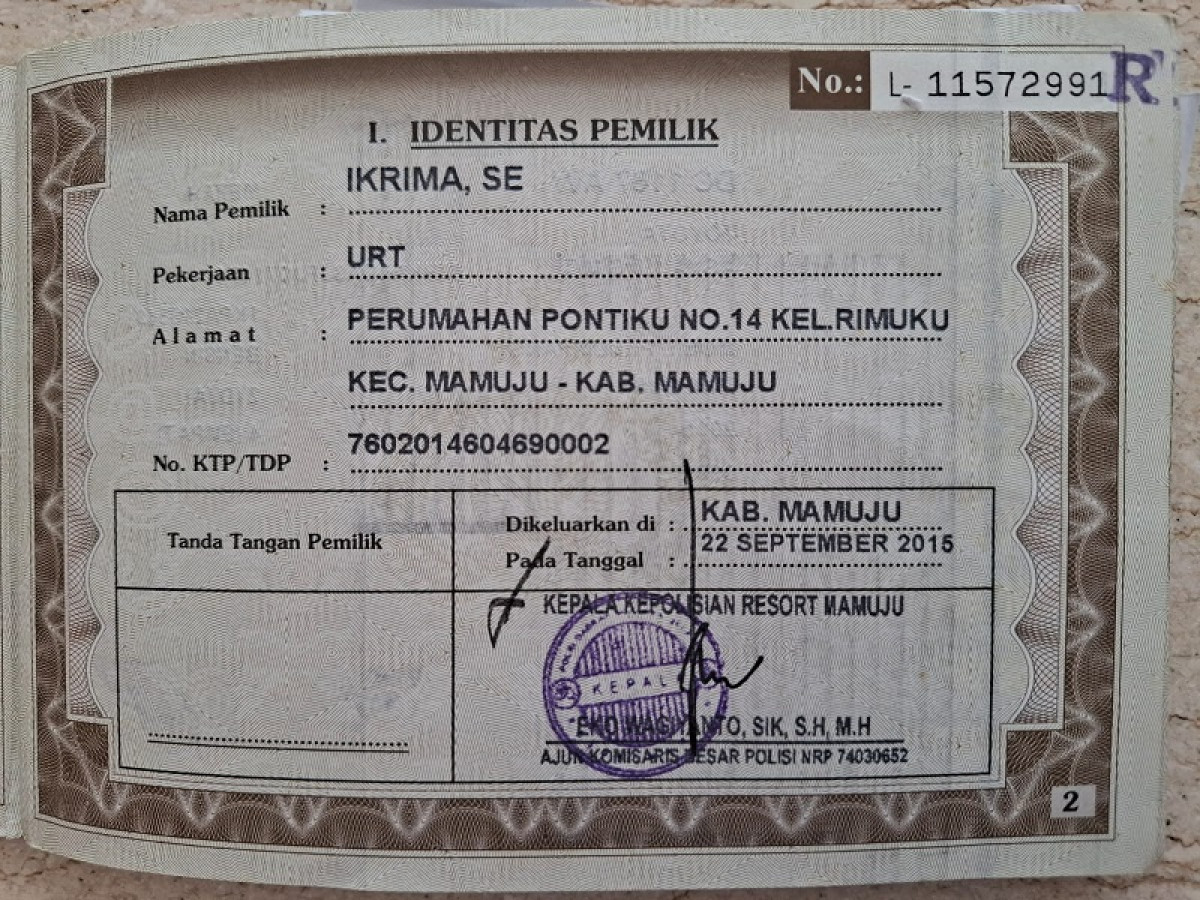 No.: L- 11572991 R
I. IDENTITAS PEMILIK
Nama Pemilik : IKRIMA, SE
Pekerjaan : URT
Alamat : PERUMAHAN PONTIKU NO.14 KEL.RIMUKU
KEC. MAMUJU - KAB. MAMUJU
No. KTP/TDP : 7602014604690002
Tanda Tangan Pemilik
Dikeluarkan di : KAB. MAMUJU
Pada Tanggal : 22 SEPTEMBER 2015
KEPALA KEPOLISIAN RESORT MAMUJU
KEPAL
EKO WAGIYANTO, SIK, S.H, M.H
AJUN KOMISARIS BESAR POLISI NRP 74030652
2